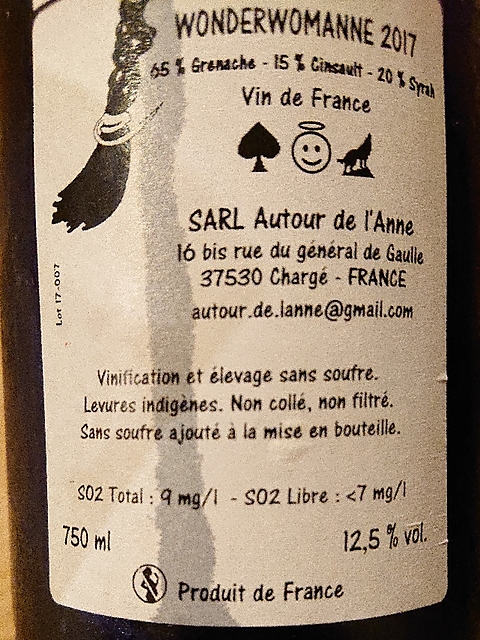 WONDERWOMANNE 2017
65 % Grenache - 15 % Cinsault - 20 % Syrah
Vin de France
SARL Autour de l'Anne
16 bis rue du général de Gaulle
37530 Chargé - FRANCE
autour.de.lanne@gmail.com
Lot 17-007
Vinification et élevage sans soufre.
Levures indigènes. Non collé, non filtré.
Sans soufre ajouté à la mise en bouteille.
SO2 Total : 9 mg/l - SO2 Libre : <7 mg/l
750 ml 12,5 % vol.
Produit de France